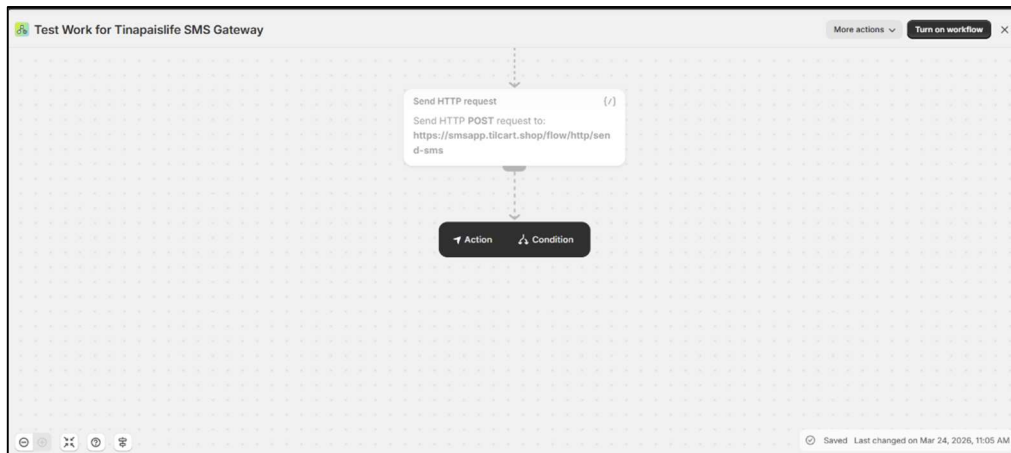 Test Work for Tinapaislife SMS Gateway
More actions
Turn on workflow
Send HTTP request
{/}
Send HTTP POST request to:
https://smsapp.tilcart.shop/flow/http/sen
d-sms
Action
Condition
Saved Last changed on Mar 24, 2026, 11:05 AM